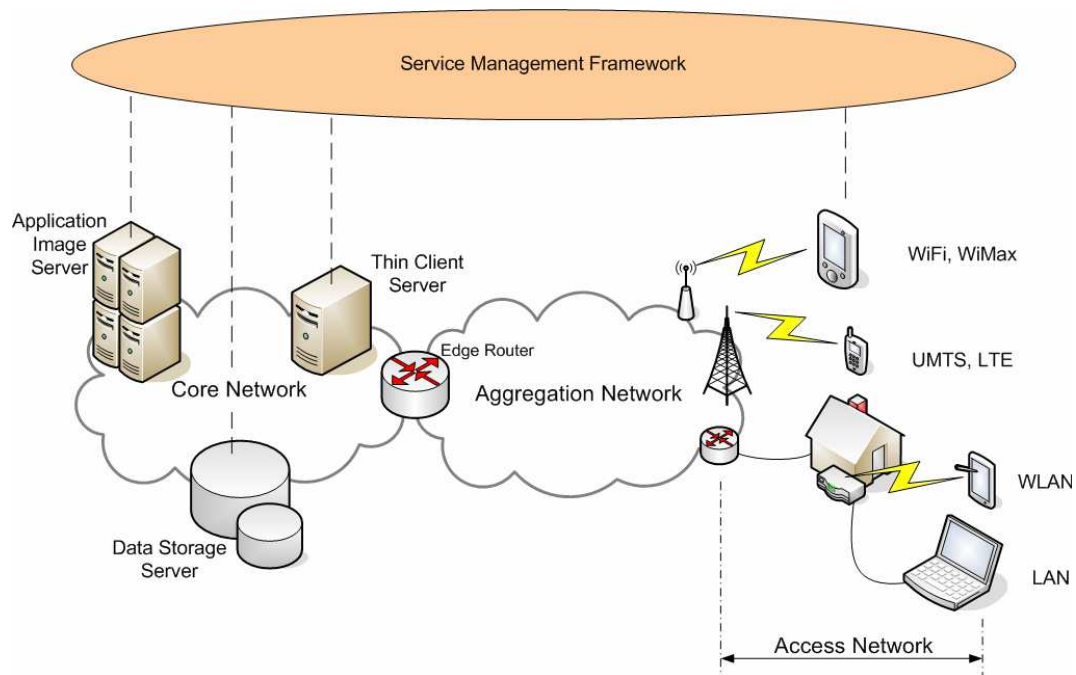 Service Management Framework
Application
Image
Server
Thin Client
Server
WiFi, WiMax
Edge Router
UMTS, LTE
Core Network
Aggregation Network
WLAN
Data Storage
Server
LAN
Access Network